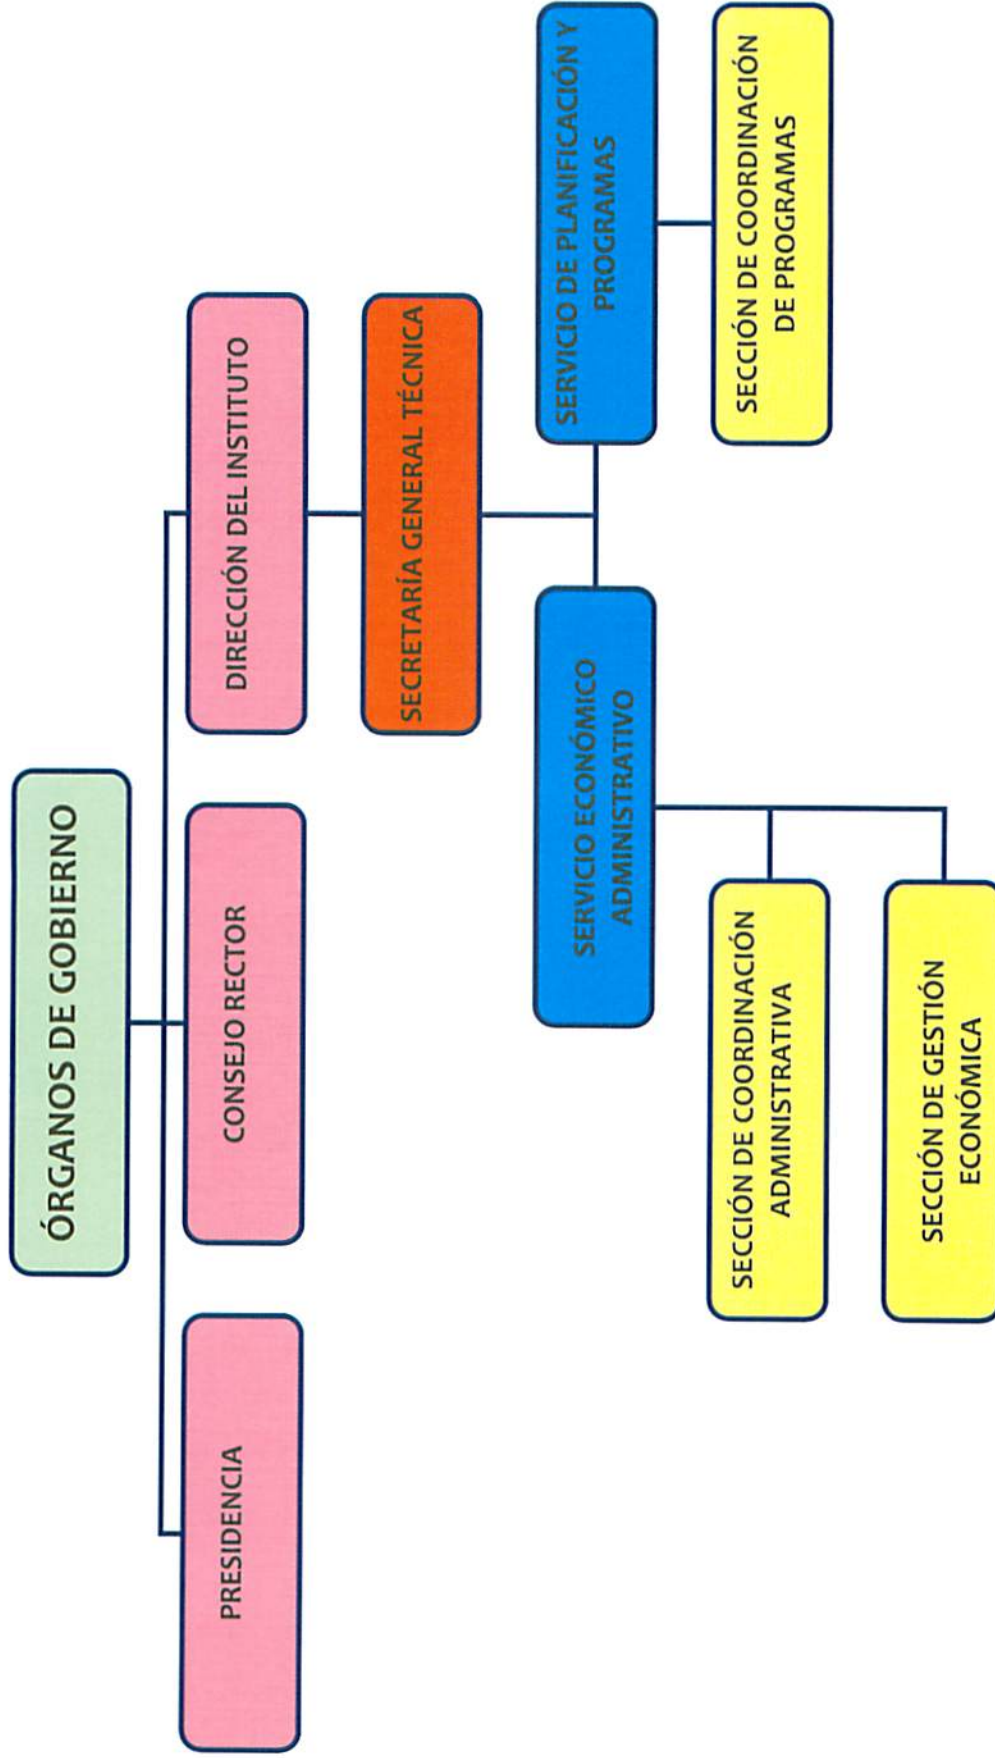 ÓRGANOS DE GOBIERNO
PRESIDENCIA
CONSEJO RECTOR
DIRECCIÓN DEL INSTITUTO
SECRETARÍA GENERAL TÉCNICA
SERVICIO ECONÓMICO
ADMINISTRATIVO
SERVICIO DE PLANIFICACIÓN Y
PROGRAMAS
SECCIÓN DE COORDINACIÓN
ADMINISTRATIVA
SECCIÓN DE COORDINACIÓN
DE PROGRAMAS
SECCIÓN DE GESTIÓN
ECONÓMICA